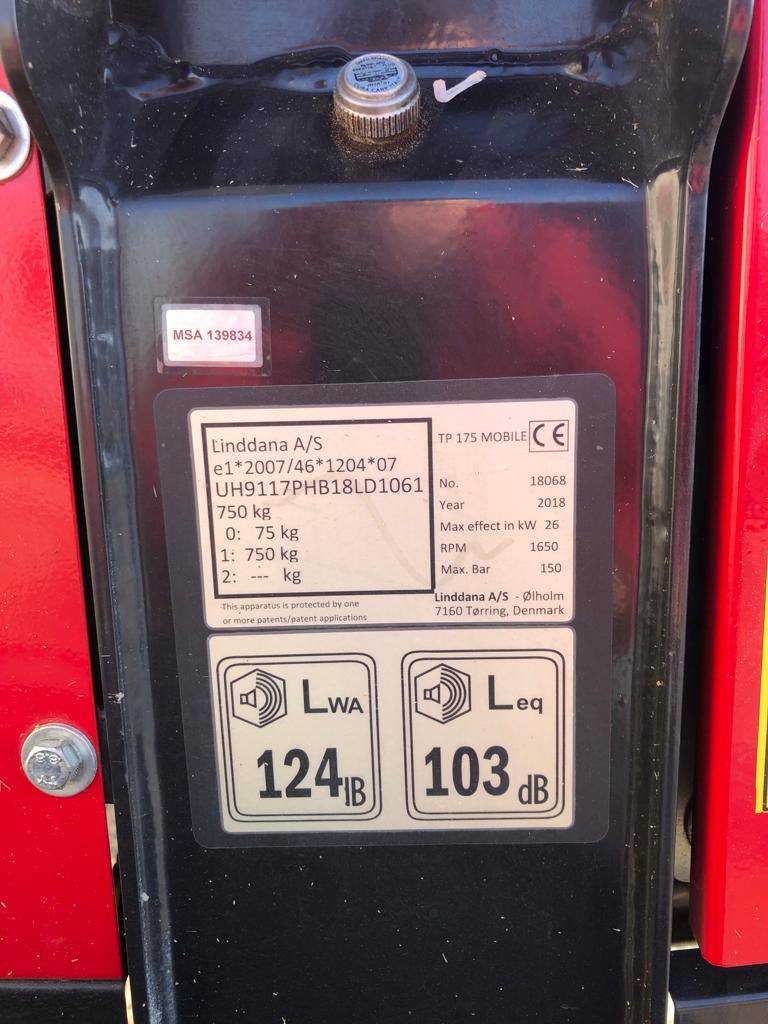 MSA 139834
Linddana A/S
e1*2007/46*1204*07
UH9117PHB18LD1061
750 kg
0: 75 kg
1: 750 kg
2: --- kg
TP 175 MOBILE CE
No. 18068
Year 2018
Max effect in kW 26
RPM 1650
Max. Bar 150
Linddana A/S - Ølholm
7160 Tørring, Denmark
This apparatus is protected by one
or more patents/patent applications
LWA
124 dB
Leq
103 dB
8.8